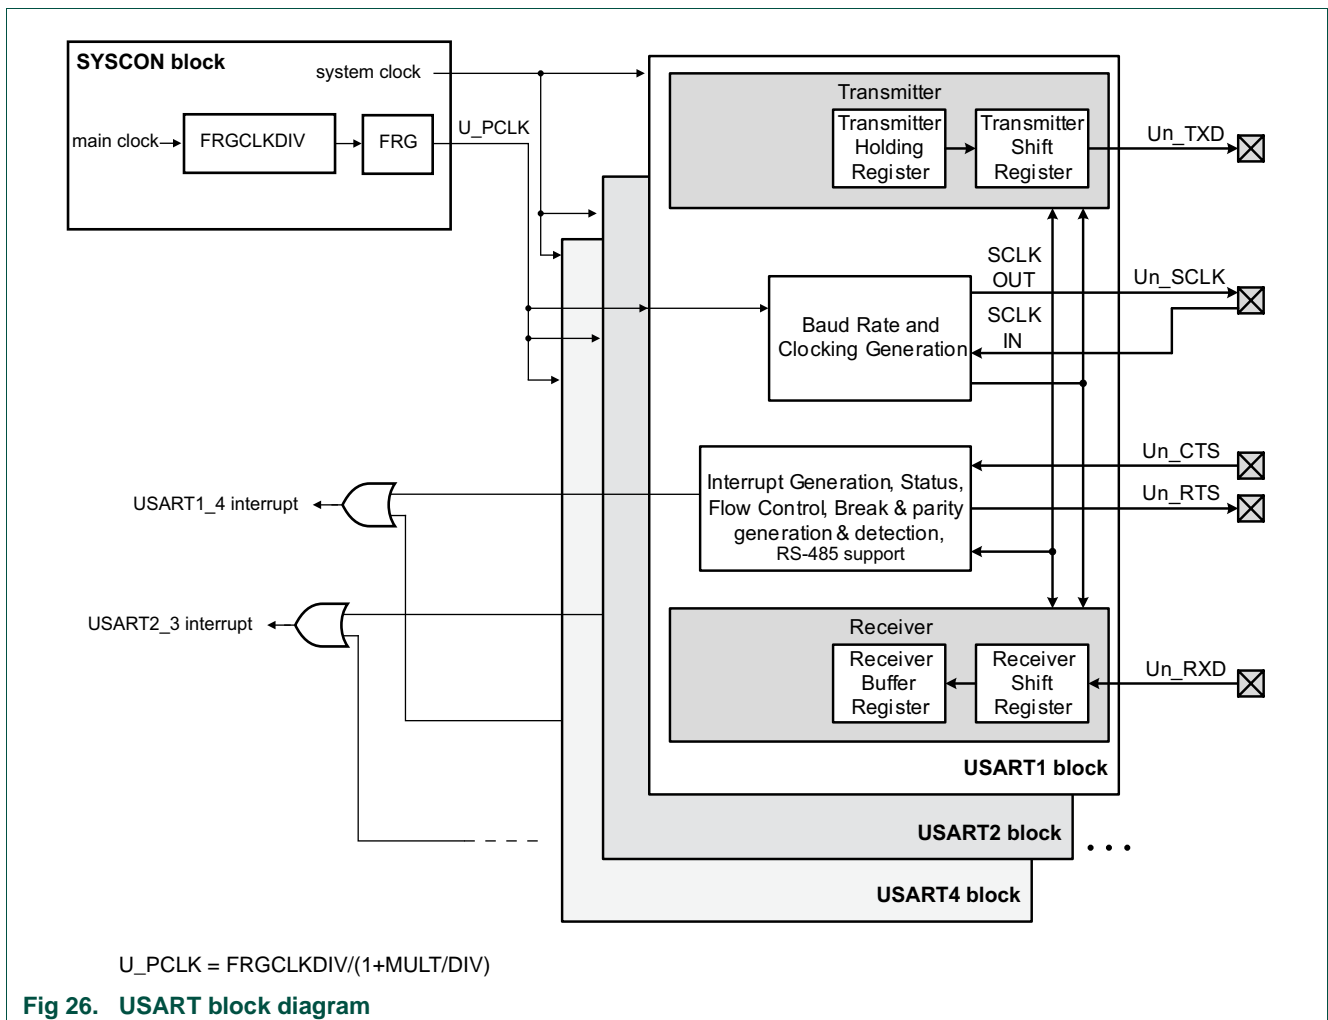 SYSCON block
system clock
main clock
FRGCLKDIV
FRG
U_PCLK
Transmitter
Transmitter
Holding
Register
Transmitter
Shift
Register
Un_TXD
SCLK
OUT
Un_SCLK
SCLK
IN
Baud Rate and
Clocking Generation
Un_CTS
Un_RTS
Interrupt Generation, Status,
Flow Control, Break & parity
generation & detection,
RS-485 support
USART1_4 interrupt
USART2_3 interrupt
Receiver
Receiver
Buffer
Register
Receiver
Shift
Register
Un_RXD
USART1 block
USART2 block
• • •
USART4 block
U_PCLK = FRGCLKDIV/(1+MULT/DIV)
Fig 26. USART block diagram